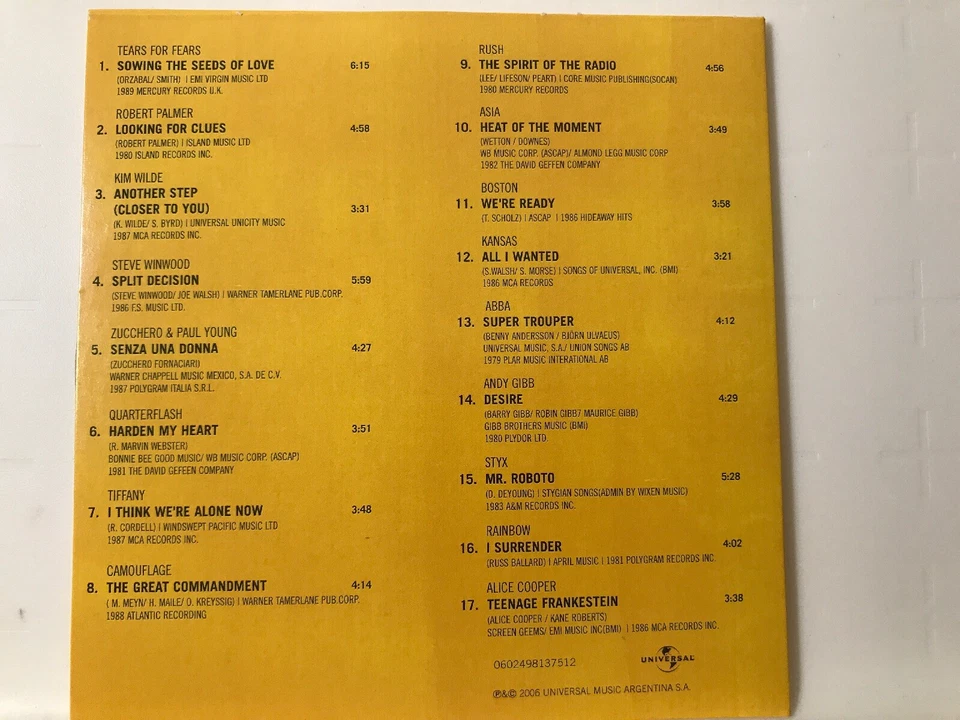 TEARS FOR FEARS
1. SOWING THE SEEDS OF LOVE 6:15
(ORZABAL/ SMITH) | EMI VIRGIN MUSIC LTD
1989 MERCURY RECORDS U.K.
ROBERT PALMER
2. LOOKING FOR CLUES 4:58
(ROBERT PALMER) | ISLAND MUSIC LTD
1980 ISLAND RECORDS INC.
KIM WILDE
3. ANOTHER STEP
(CLOSER TO YOU) 3:31
(K. WILDE/ S. BYRD) | UNIVERSAL UNICITY MUSIC
1987 MCA RECORDS INC.
STEVE WINWOOD
4. SPLIT DECISION 5:59
(STEVE WINWOOD/ JOE WALSH) | WARNER TAMERLANE PUB.CORP.
1986 F.S. MUSIC LTD.
ZUCCHERO & PAUL YOUNG
5. SENZA UNA DONNA 4:27
(ZUCCHERO FORNACIARI)
WARNER CHAPPELL MUSIC MEXICO, S.A. DE C.V.
1987 POLYGRAM ITALIA S.R.L.
QUARTERFLASH
6. HARDEN MY HEART 3:51
(R. MARVIN WEBSTER)
BONNIE BEE GOOD MUSIC/ WB MUSIC CORP. (ASCAP)
1981 THE DAVID GEFFEN COMPANY
TIFFANY
7. I THINK WE'RE ALONE NOW 3:48
(R. CORDELL) | WINDSWEPT PACIFIC MUSIC LTD
1987 MCA RECORDS INC.
CAMOUFLAGE
8. THE GREAT COMMANDMENT 4:14
( M. MEYN/ H. MAILE/ O. KREYSSIG) | WARNER TAMERLANE PUB.CORP.
1988 ATLANTIC RECORDING
RUSH
9. THE SPIRIT OF THE RADIO 4:56
(LEE/ LIFESON/ PEART) | CORE MUSIC PUBLISHING(SOCAN)
1980 MERCURY RECORDS
ASIA
10. HEAT OF THE MOMENT 3:49
(WETTON / DOWNES)
WB MUSIC CORP. (ASCAP)/ ALMOND LEGG MUSIC CORP
1982 THE DAVID GEFFEN COMPANY
BOSTON
11. WE'RE READY 3:58
(T. SCHOLZ) | ASCAP | 1986 HIDEAWAY HITS
KANSAS
12. ALL I WANTED 3:21
(S.WALSH/ S. MORSE) | SONGS OF UNIVERSAL, INC. (BMI)
1986 MCA RECORDS
ABBA
13. SUPER TROUPER 4:12
(BENNY ANDERSSON / BJÖRN ULVAEUS)
UNIVERSAL MUSIC, S.A./ UNION SONGS AB
1979 PLAR MUSIC INTERATIONAL AB
ANDY GIBB
14. DESIRE 4:29
(BARRY GIBB/ ROBIN GIBB7 MAURICE GIBB)
GIBB BROTHERS MUSIC (BMI)
1980 PLYDOR LTD.
STYX
15. MR. ROBOTO 5:28
(D. DEYOUNG) | STYGIAN SONGS(ADMIN BY WIXEN MUSIC)
1983 A&M RECORDS INC.
RAINBOW
16. I SURRENDER 4:02
(RUSS BALLARD) | APRIL MUSIC | 1981 POLYGRAM RECORDS INC.
ALICE COOPER
17. TEENAGE FRANKESTEIN 3:38
(ALICE COOPER / KANE ROBERTS)
SCREEN GEEMS/ EMI MUSIC INC(BMI) | 1986 MCA RECORDS INC.
0602498137512 UNIVERSAL
℗&© 2006 UNIVERSAL MUSIC ARGENTINA S.A.